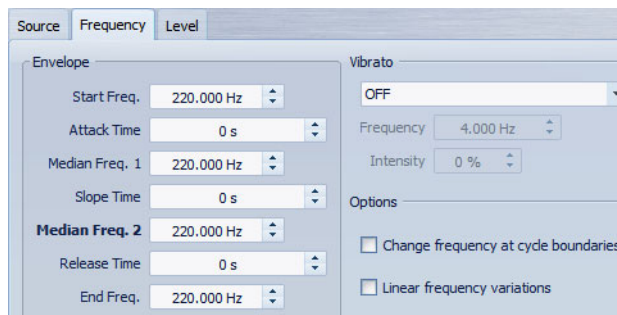 Source Frequency Level
Envelope
Start Freq. 220.000 Hz
Attack Time 0 s
Median Freq. 1 220.000 Hz
Slope Time 0 s
Median Freq. 2 220.000 Hz
Release Time 0 s
End Freq. 220.000 Hz
Vibrato
OFF
Frequency 4.000 Hz
Intensity 0 %
Options
Change frequency at cycle boundaries
Linear frequency variations